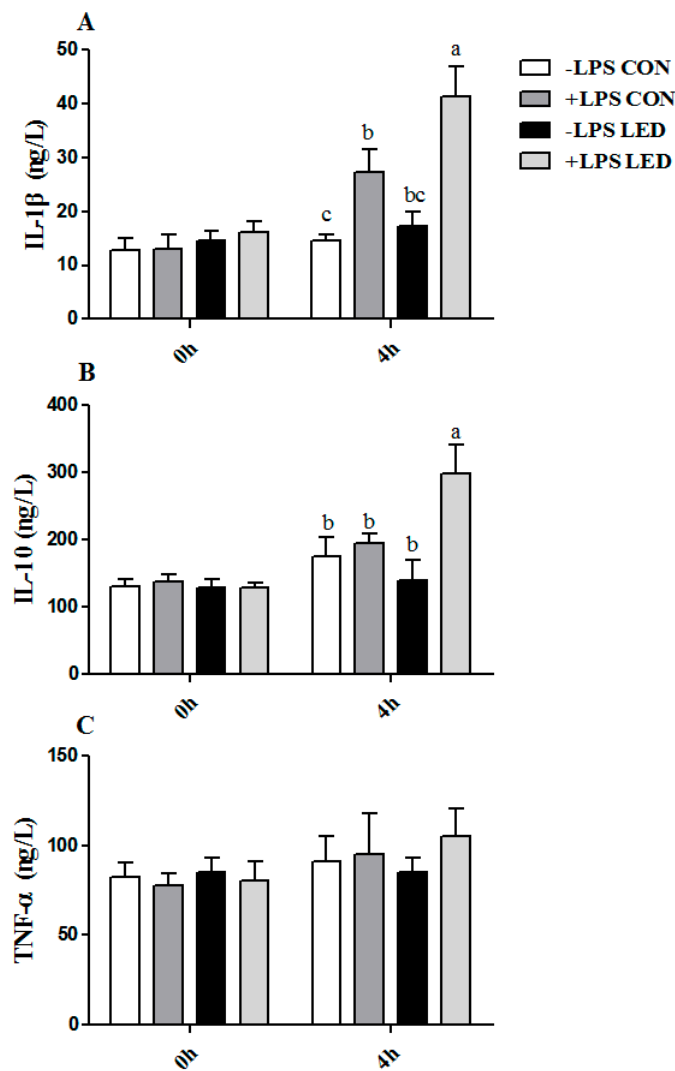 A
50
40
30
20
10
0
IL-1β (ng/L)
c
b
bc
a
0h
4h
-LPS CON
+LPS CON
-LPS LED
+LPS LED
B
400
300
200
100
0
IL-10 (ng/L)
b
b
b
a
0h
4h
C
150
100
50
0
TNF-α (ng/L)
0h
4h